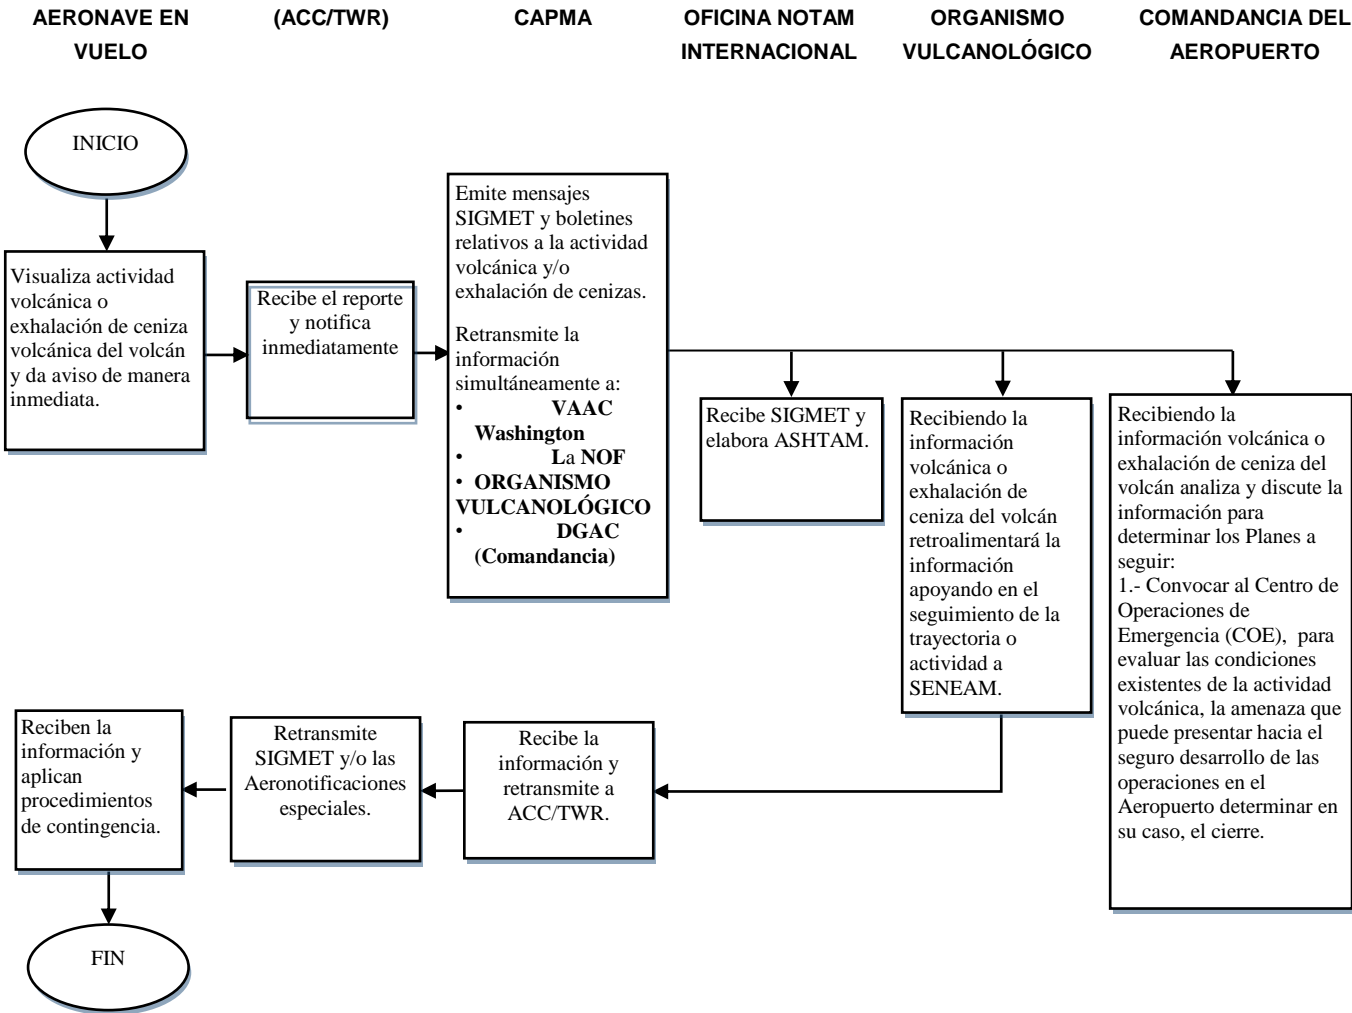 AERONAVE EN
VUELO
(ACC/TWR)
CAPMA
OFICINA NOTAM
INTERNACIONAL
ORGANISMO
VULCANOLÓGICO
COMANDANCIA DEL
AEROPUERTO
INICIO
Visualiza actividad
volcánica o
exhalación de ceniza
volcánica del volcán
y da aviso de manera
inmediata.
Recibe el reporte
y notifica
inmediatamente
Emite mensajes
SIGMET y boletines
relativos a la actividad
volcánica y/o
exhalación de cenizas.
Retransmite la
información
simultáneamente a:
• VAAC
Washington
• La NOF
• ORGANISMO
VULCANOLÓGICO
• DGAC
(Comandancia)
Recibe SIGMET y
elabora ASHTAM.
Recibiendo la
información
volcánica o
exhalación de
ceniza del volcán
retroalimentará la
información
apoyando en el
seguimiento de la
trayectoria o
actividad a
SENEAM.
Recibiendo la
información volcánica o
exhalación de ceniza del
volcán analiza y discute la
información para
determinar los Planes a
seguir:
1.- Convocar al Centro de
Operaciones de
Emergencia (COE), para
evaluar las condiciones
existentes de la actividad
volcánica, la amenaza que
puede presentar hacia el
seguro desarrollo de las
operaciones en el
Aeropuerto determinar en
su caso, el cierre.
Reciben la
información y
aplican
procedimientos
de contingencia.
Retransmite
SIGMET y/o las
Aeronotificaciones
especiales.
Recibe la
información y
retransmite a
ACC/TWR.
FIN